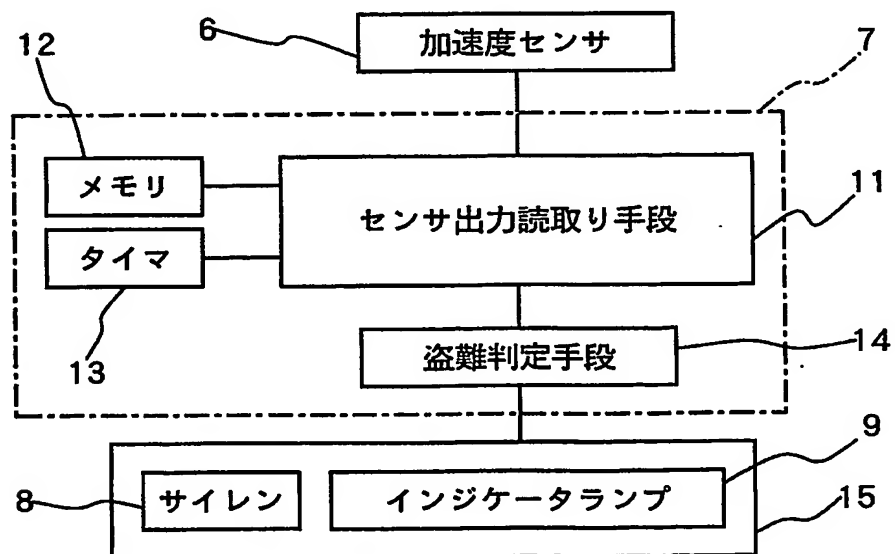 6
加速度センサ
7
12
メモリ
センサ出力読取り手段
11
タイマ
13
盗難判定手段
14
9
8
サイレン
インジケータランプ
15